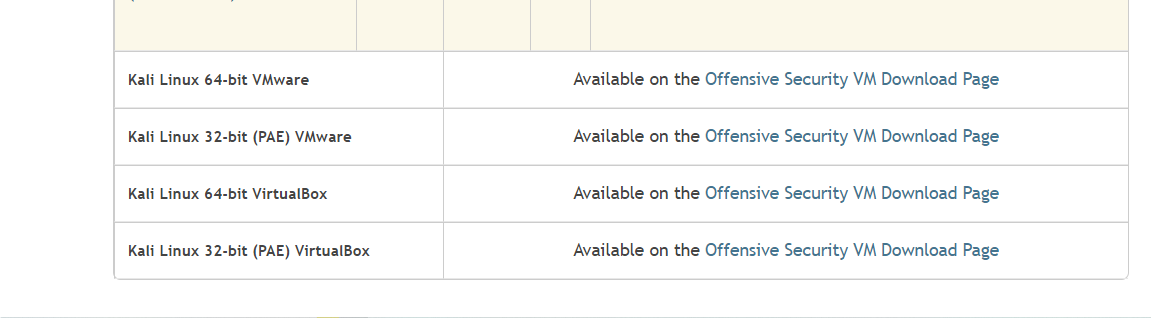 Kali Linux 64-bit VMware Available on the Offensive Security VM Download Page
Kali Linux 32-bit (PAE) VMware Available on the Offensive Security VM Download Page
Kali Linux 64-bit VirtualBox Available on the Offensive Security VM Download Page
Kali Linux 32-bit (PAE) VirtualBox Available on the Offensive Security VM Download Page